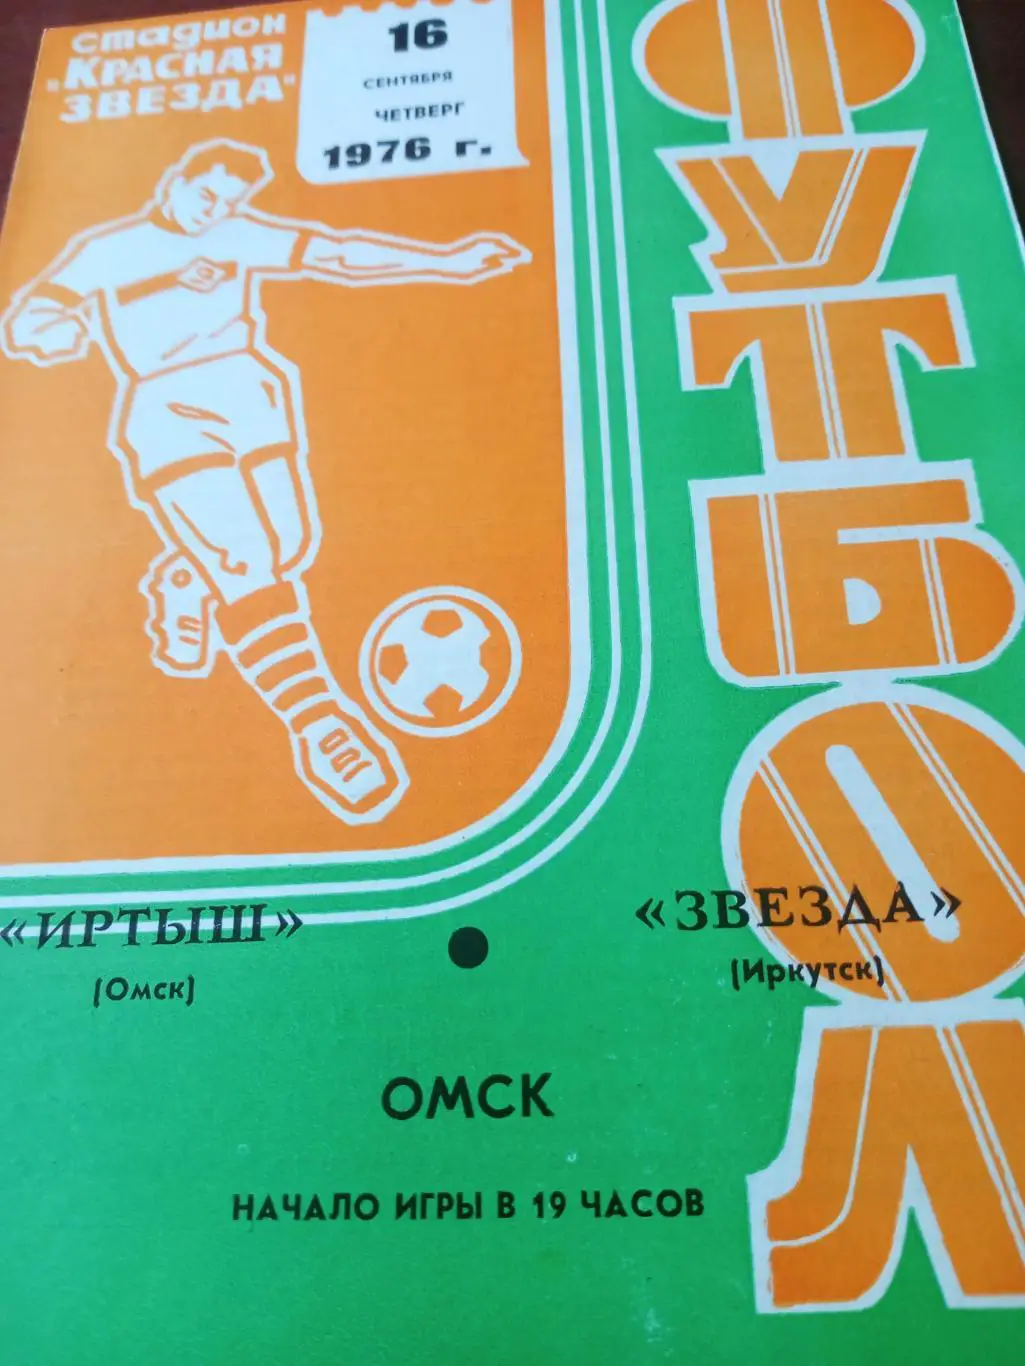 стадион
"КРАСНАЯ
ЗВЕЗДА"
16
СЕНТЯБРЯ
ЧЕТВЕРГ
1976 г.
ФУТБОЛ
«ИРТЫШ»
(Омск)
«ЗВЕЗДА»
(Иркутск)
ОМСК
НАЧАЛО ИГРЫ В 19 ЧАСОВ